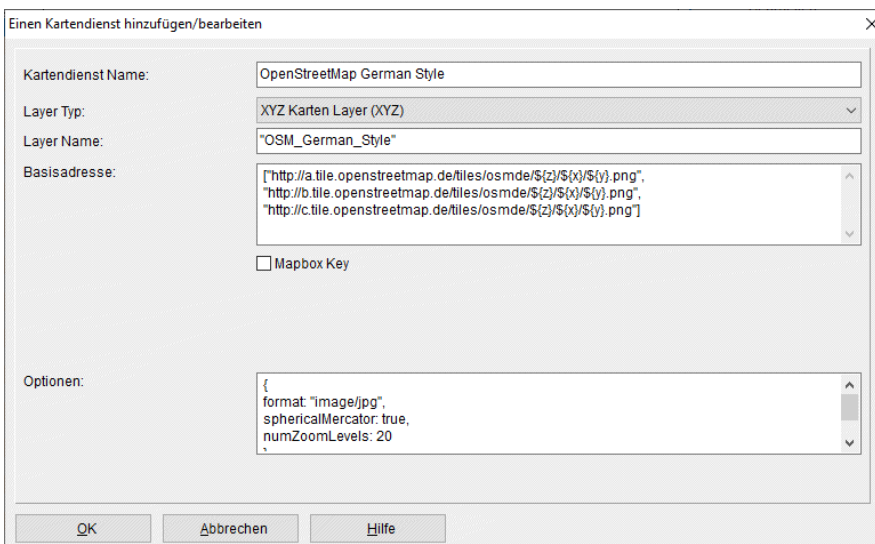 Einen Kartendienst hinzufügen/bearbeiten
Kartendienst Name:
OpenStreetMap German Style
Layer Typ:
XYZ Karten Layer (XYZ)
Layer Name:
"OSM_German_Style"
Basisadresse:
["http://a.tile.openstreetmap.de/tiles/osmde/${z}/${x}/${y}.png",
"http://b.tile.openstreetmap.de/tiles/osmde/${z}/${x}/${y}.png",
"http://c.tile.openstreetmap.de/tiles/osmde/${z}/${x}/${y}.png"]
Mapbox Key
Optionen:
{
format: "image/jpg",
sphericalMercator: true,
numZoomLevels: 20
OK
Abbrechen
Hilfe